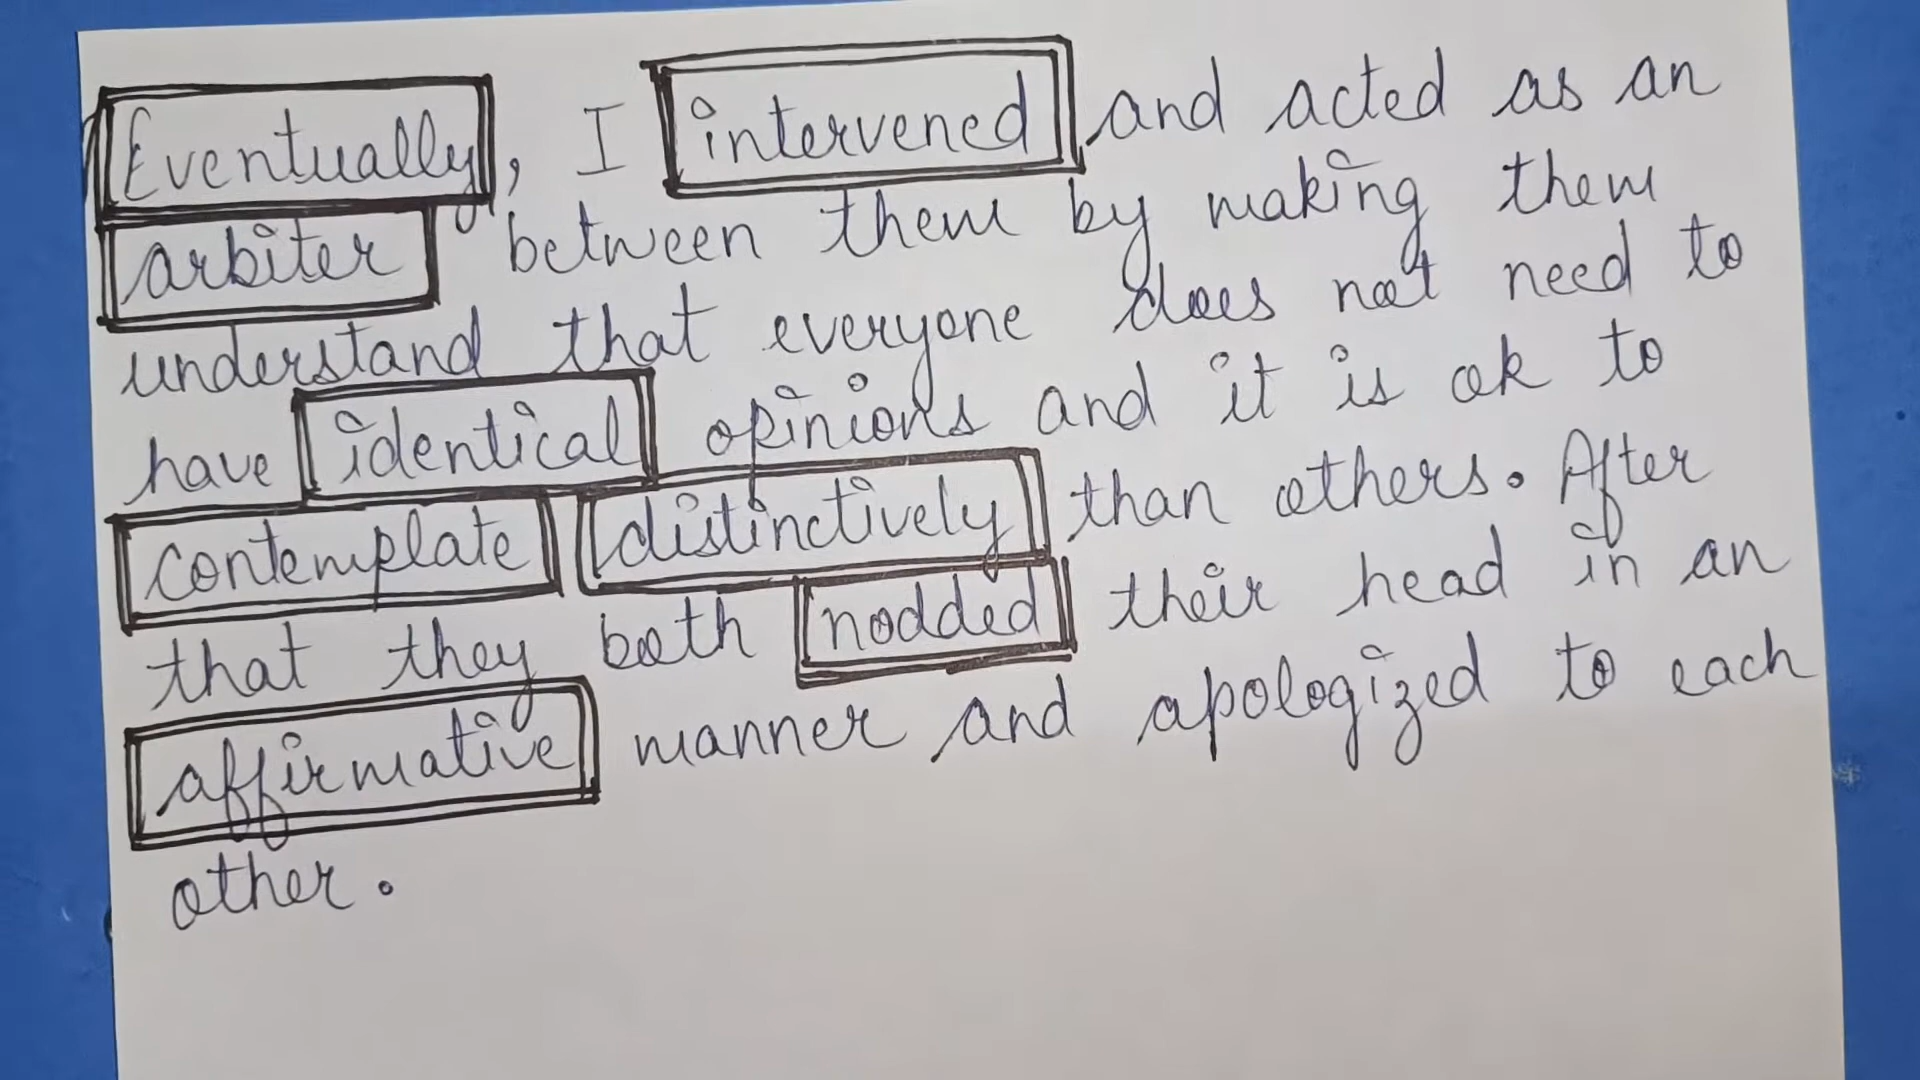 Eventually, I intervened and acted as an
arbiter between them by making them
understand that everyone does not need to
have identical opinions and it is ok to
contemplate distinctively than others. After
that they both nodded their head in an
affirmative manner and apologized to each
other.